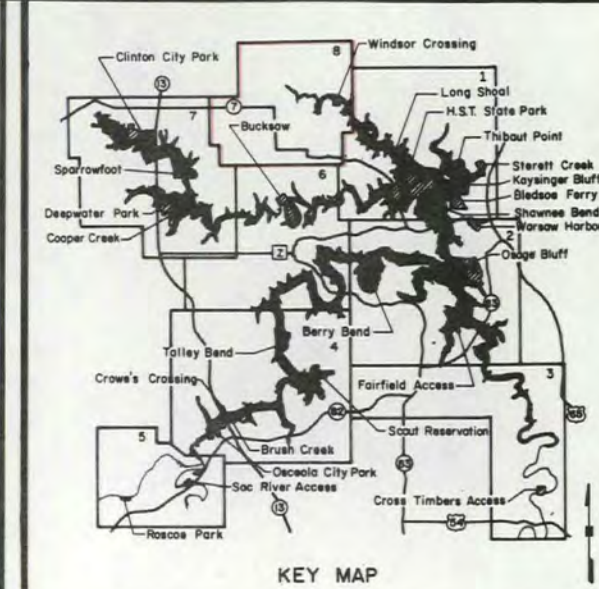 Clinton City Park
13
8
Windsor Crossing
1
Long Shoal
H.S.T. State Park
7
7
Bucksaw
Thibaut Point
Sterett Creek
Kaysinger Bluff
Bledsoe Ferry
Shawnee Bend
Warsaw Harbor
Sparrowfoot
6
Deepwater Park
Cooper Creek
2
Z
Osage Bluff
83
Berry Bend
4
Talley Bend
Crowe's Crossing
Fairfield Access
3
65
82
Scout Reservation
5
Brush Creek
Osceola City Park
83
Sac River Access
Cross Timbers Access
13
54
Roscoe Park
KEY MAP